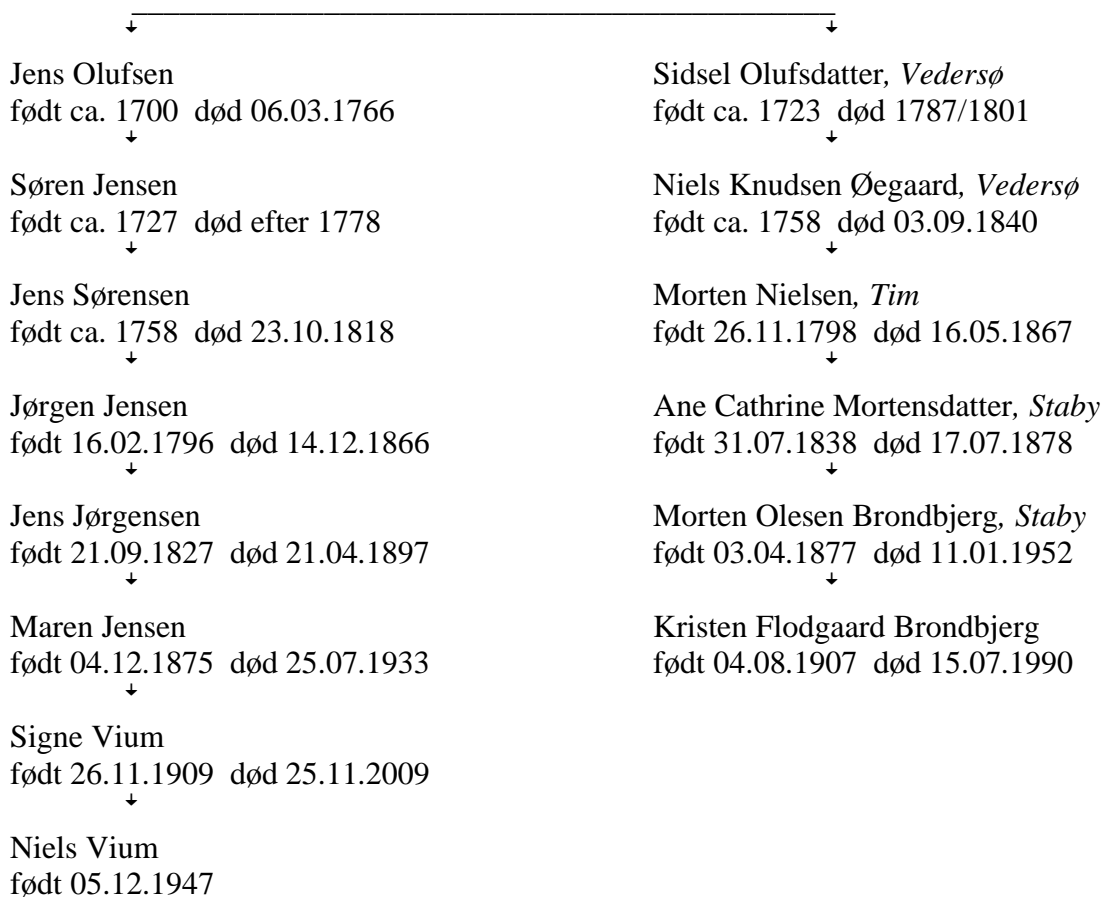 Jens Olufsen
født ca. 1700  død 06.03.1766
Søren Jensen
født ca. 1727  død efter 1778
Jens Sørensen
født ca. 1758  død 23.10.1818
Jørgen Jensen
født 16.02.1796  død 14.12.1866
Jens Jørgensen
født 21.09.1827  død 21.04.1897
Maren Jensen
født 04.12.1875  død 25.07.1933
Signe Vium
født 26.11.1909  død 25.11.2009
Niels Vium
født 05.12.1947
Sidsel Olufsdatter, Vedersø
født ca. 1723  død 1787/1801
Niels Knudsen Øegaard, Vedersø
født ca. 1758  død 03.09.1840
Morten Nielsen, Tim
født 26.11.1798  død 16.05.1867
Ane Cathrine Mortensdatter, Staby
født 31.07.1838  død 17.07.1878
Morten Olesen Brondbjerg, Staby
født 03.04.1877  død 11.01.1952
Kristen Flodgaard Brondbjerg
født 04.08.1907  død 15.07.1990